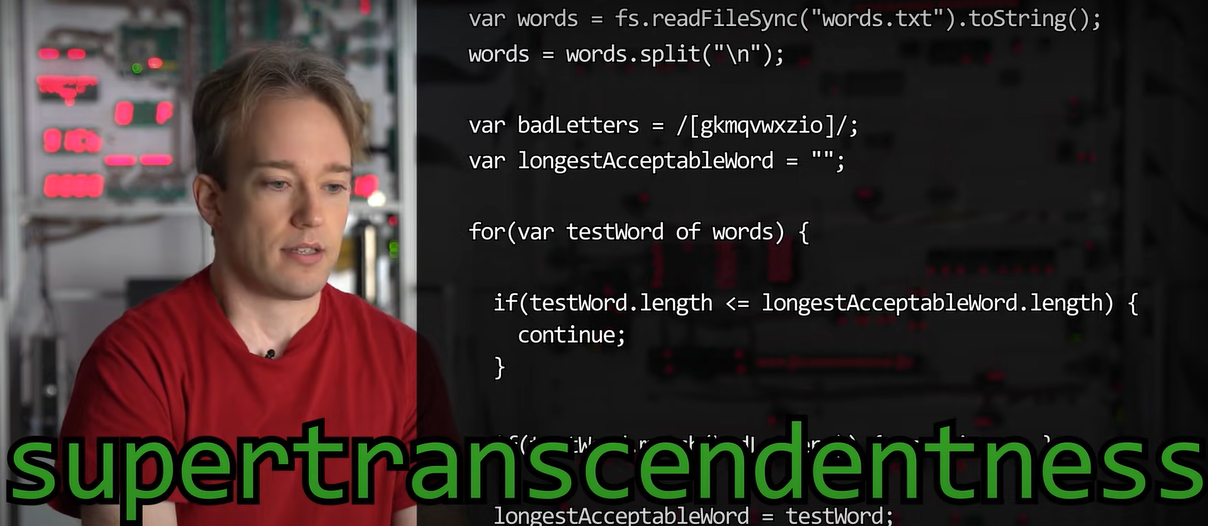 var words = fs.readFileSync("words.txt").toString();
words = words.split("\n");
var badLetters = /[gkmqvwxzio]/;
var longestAcceptableWord = "";
for(var testWord of words) {
if(testWord.length <= longestAcceptableWord.length) {
continue;
}
supertranscendentness
longestAcceptableWord = testWord;